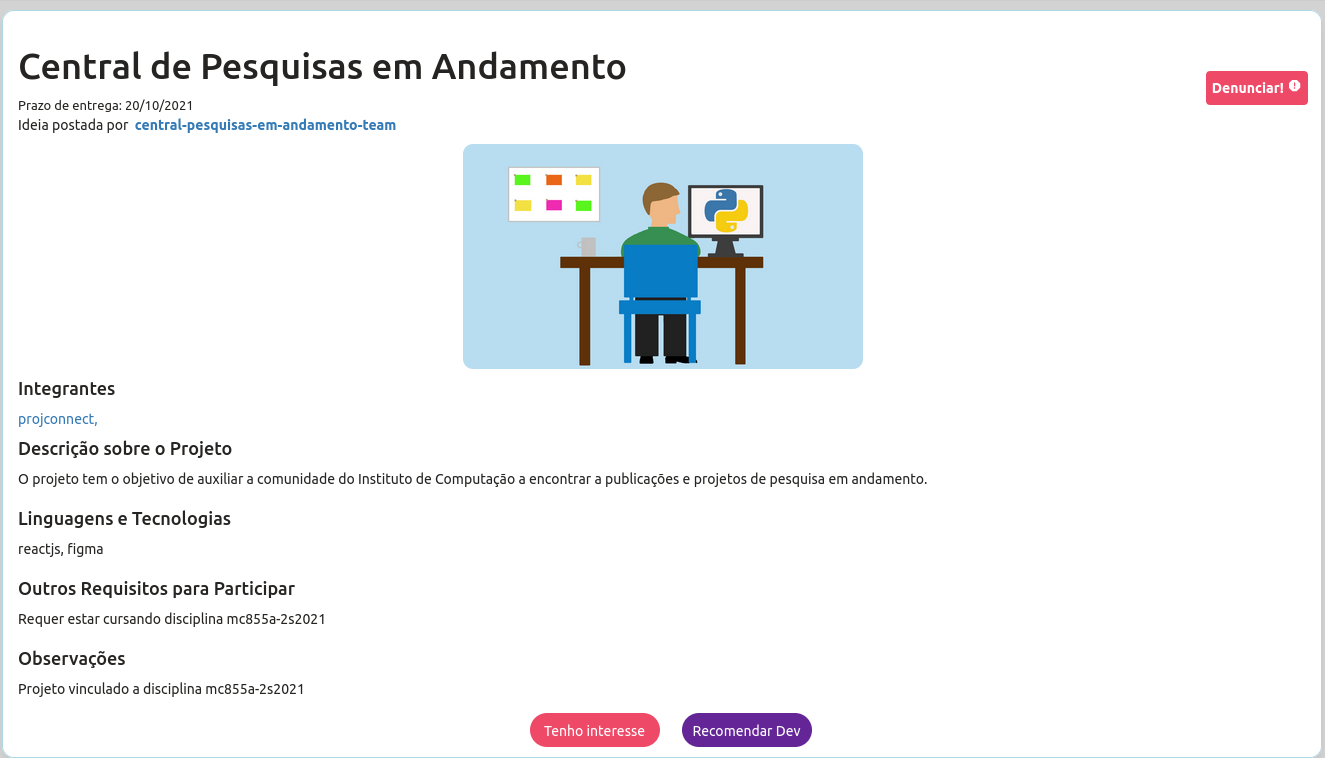 Central de Pesquisas em Andamento
Denunciar!
Prazo de entrega: 20/10/2021
Ideia postada por central-pesquisas-em-andamento-team
Integrantes
projconnect,
Descrição sobre o Projeto
O projeto tem o objetivo de auxiliar a comunidade do Instituto de Computação a encontrar a publicações e projetos de pesquisa em andamento.
Linguagens e Tecnologias
reactjs, figma
Outros Requisitos para Participar
Requer estar cursando disciplina mc855a-2s2021
Observações
Projeto vinculado a disciplina mc855a-2s2021
Tenho interesse
Recomendar Dev